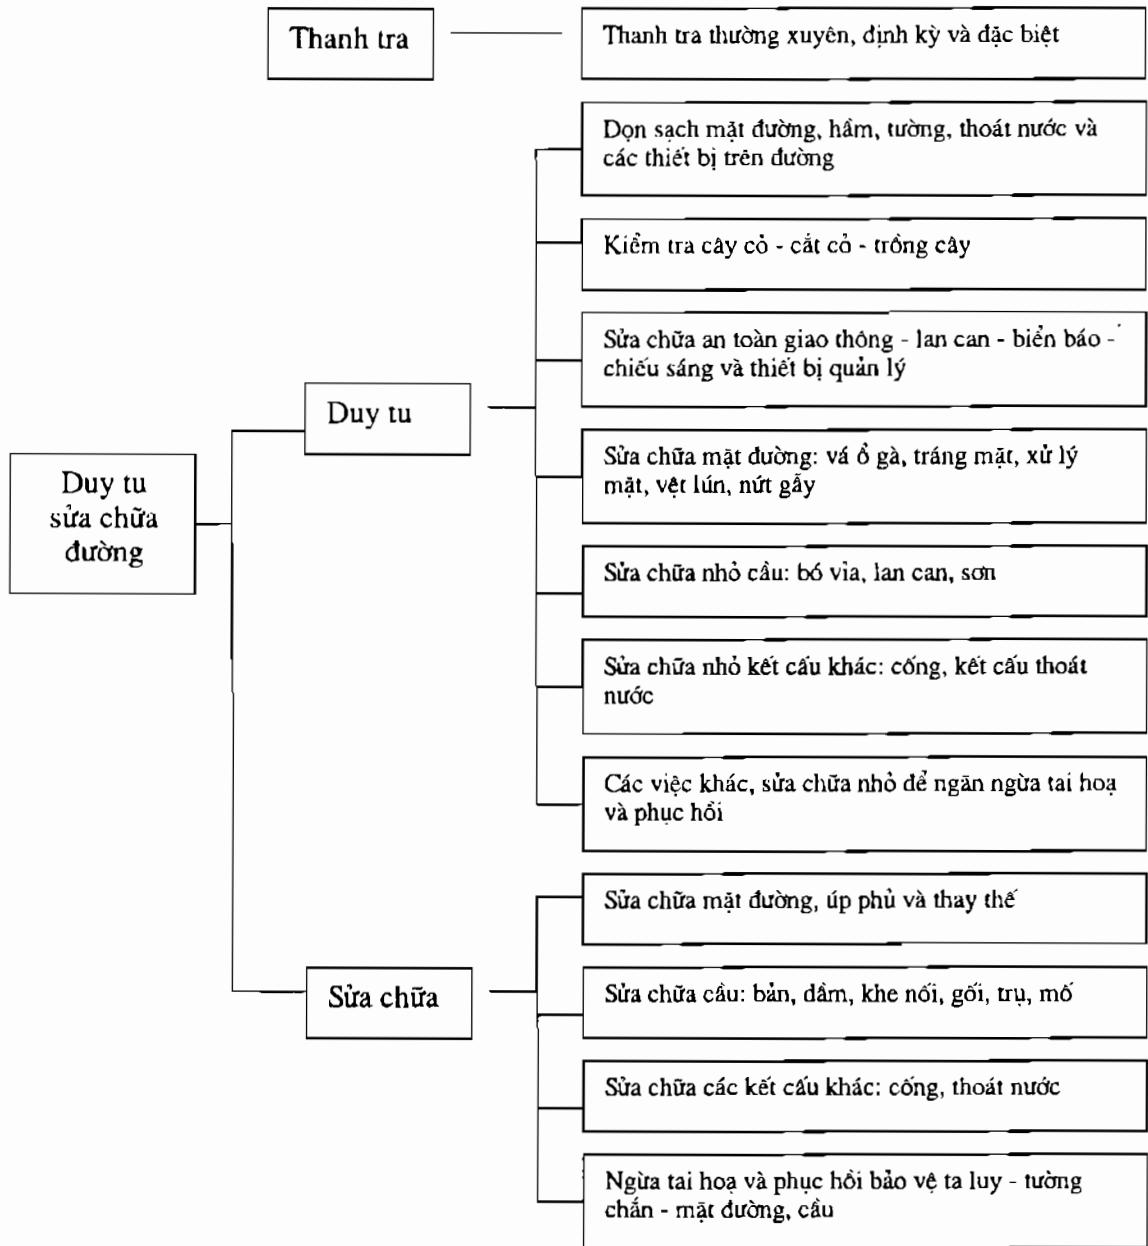 Thanh tra
Thanh tra thường xuyên, định kỳ và đặc biệt
Dọn sạch mặt đường, hầm, tường, thoát nước và
các thiết bị trên đường
Kiểm tra cây cỏ - cắt cỏ - trồng cây
Sửa chữa an toàn giao thông - lan can - biển báo -
chiếu sáng và thiết bị quản lý
Duy tu
Sửa chữa mặt đường: vá ổ gà, tráng mặt, xử lý
mặt, vệt lún, nứt gẫy
Duy tu
sửa chữa
đường
Sửa chữa nhỏ cầu: bó vỉa, lan can, sơn
Sửa chữa nhỏ kết cấu khác: cống, kết cấu thoát
nước
Các việc khác, sửa chữa nhỏ để ngăn ngừa tai hoạ
và phục hồi
Sửa chữa mặt đường, úp phủ và thay thế
Sửa chữa
Sửa chữa cầu: bản, dầm, khe nối, gối, trụ, mố
Sửa chữa các kết cấu khác: cống, thoát nước
Ngừa tai hoạ và phục hồi bảo vệ ta luy - tường
chắn - mặt đường, cầu